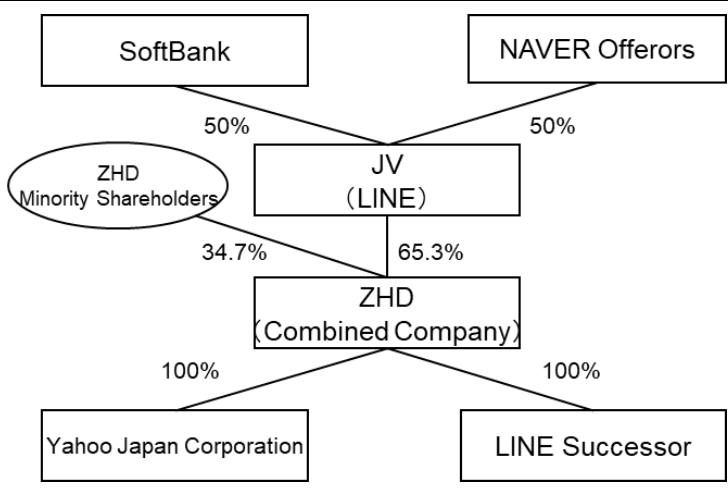 SoftBank
NAVER Offerors
50%
50%
ZHD
Minority Shareholders
JV
（LINE）
34.7%
65.3%
ZHD
（Combined Company）
100%
100%
Yahoo Japan Corporation
LINE Successor